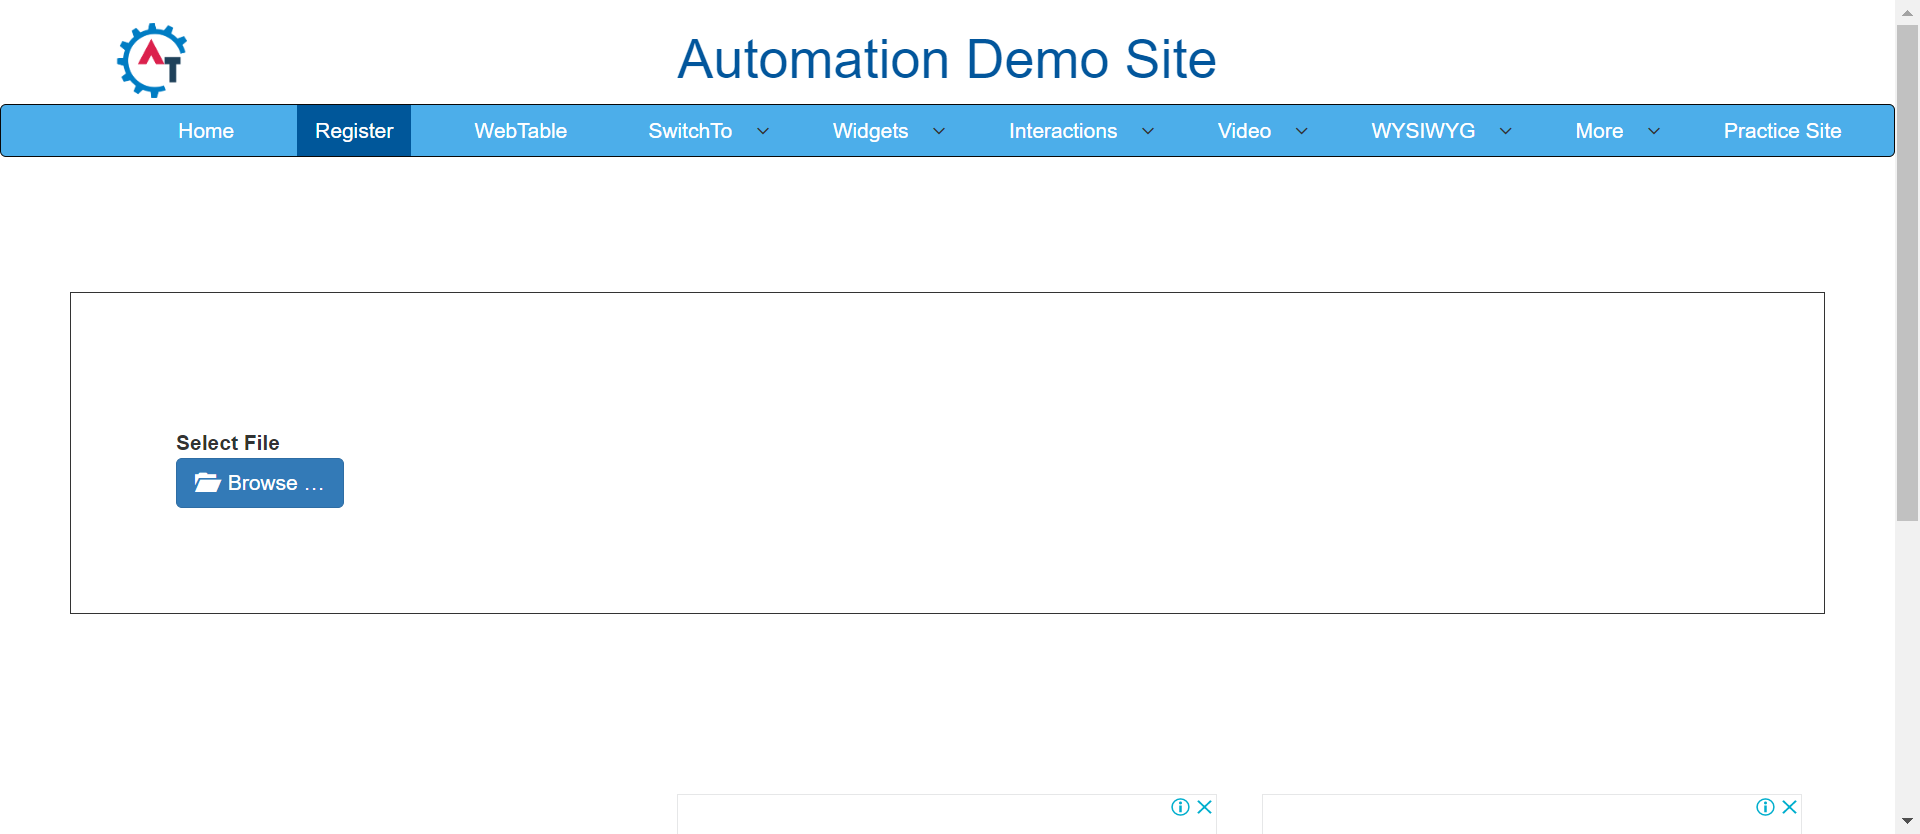 AT
Automation Demo Site
Home Register WebTable SwitchTo Widgets Interactions Video WYSIWYG More Practice Site
Select File
Browse ...